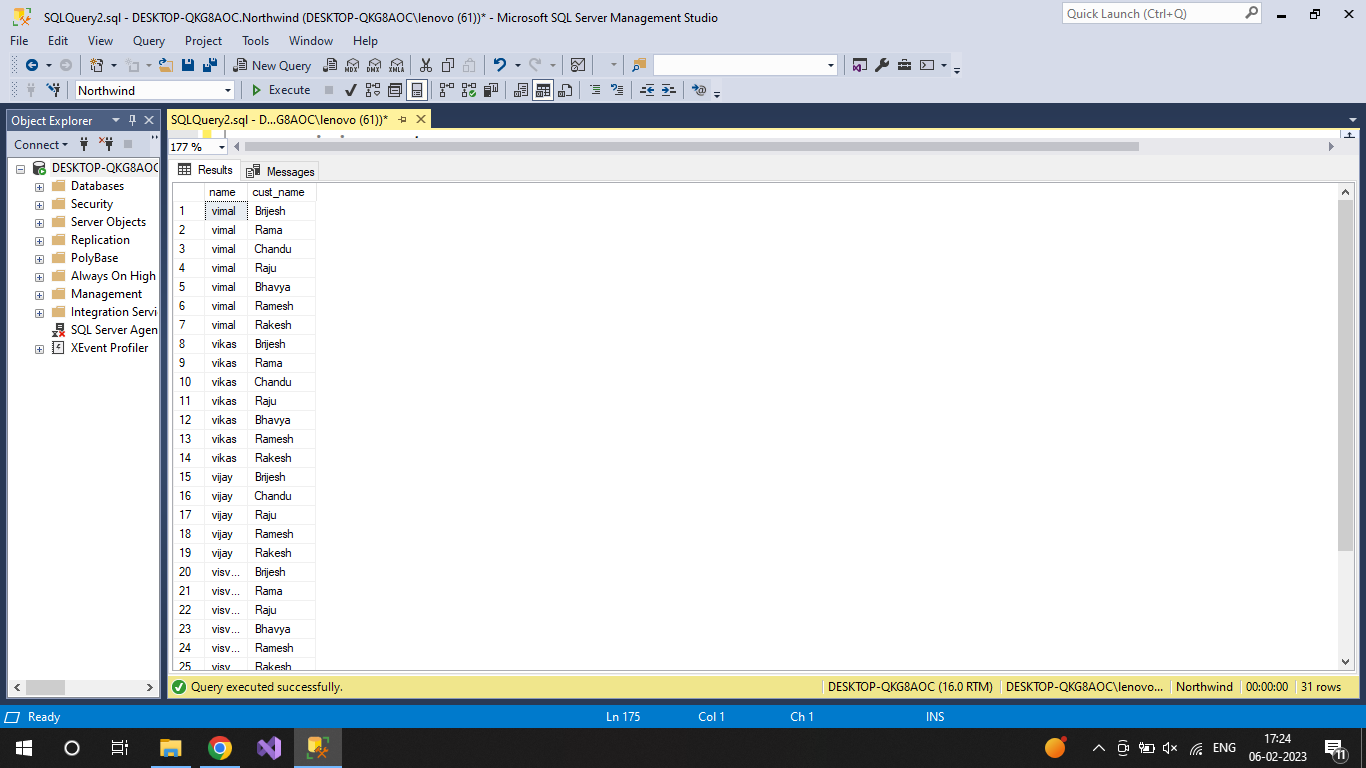 SQLQuery2.sql - DESKTOP-QKG8AOC.Northwind (DESKTOP-QKG8AOC\lenovo (61))* - Microsoft SQL Server Management Studio
Quick Launch (Ctrl+Q)
File Edit View Query Project Tools Window Help
New Query
MDX DMX XMLA
Northwind
Execute
Object Explorer
SQLQuery2.sql - D...G8AOC\lenovo (61))*
Connect
177 %
DESKTOP-QKG8AOC
Databases
Security
Server Objects
Replication
PolyBase
Always On High
Management
Integration Servi
SQL Server Agen
XEvent Profiler
Results Messages
name cust_name
1 vimal Brijesh
2 vimal Rama
3 vimal Chandu
4 vimal Raju
5 vimal Bhavya
6 vimal Ramesh
7 vimal Rakesh
8 vikas Brijesh
9 vikas Rama
10 vikas Chandu
11 vikas Raju
12 vikas Bhavya
13 vikas Ramesh
14 vikas Rakesh
15 vijay Brijesh
16 vijay Chandu
17 vijay Raju
18 vijay Ramesh
19 vijay Rakesh
20 visv... Brijesh
21 visv... Rama
22 visv... Raju
23 visv... Bhavya
24 visv... Ramesh
25 visv Rakesh
Query executed successfully.
DESKTOP-QKG8AOC (16.0 RTM) DESKTOP-QKG8AOC\lenovo... Northwind 00:00:00 31 rows
Ready
Ln 175 Col 1 Ch 1 INS
ENG
17:24
06-02-2023
11